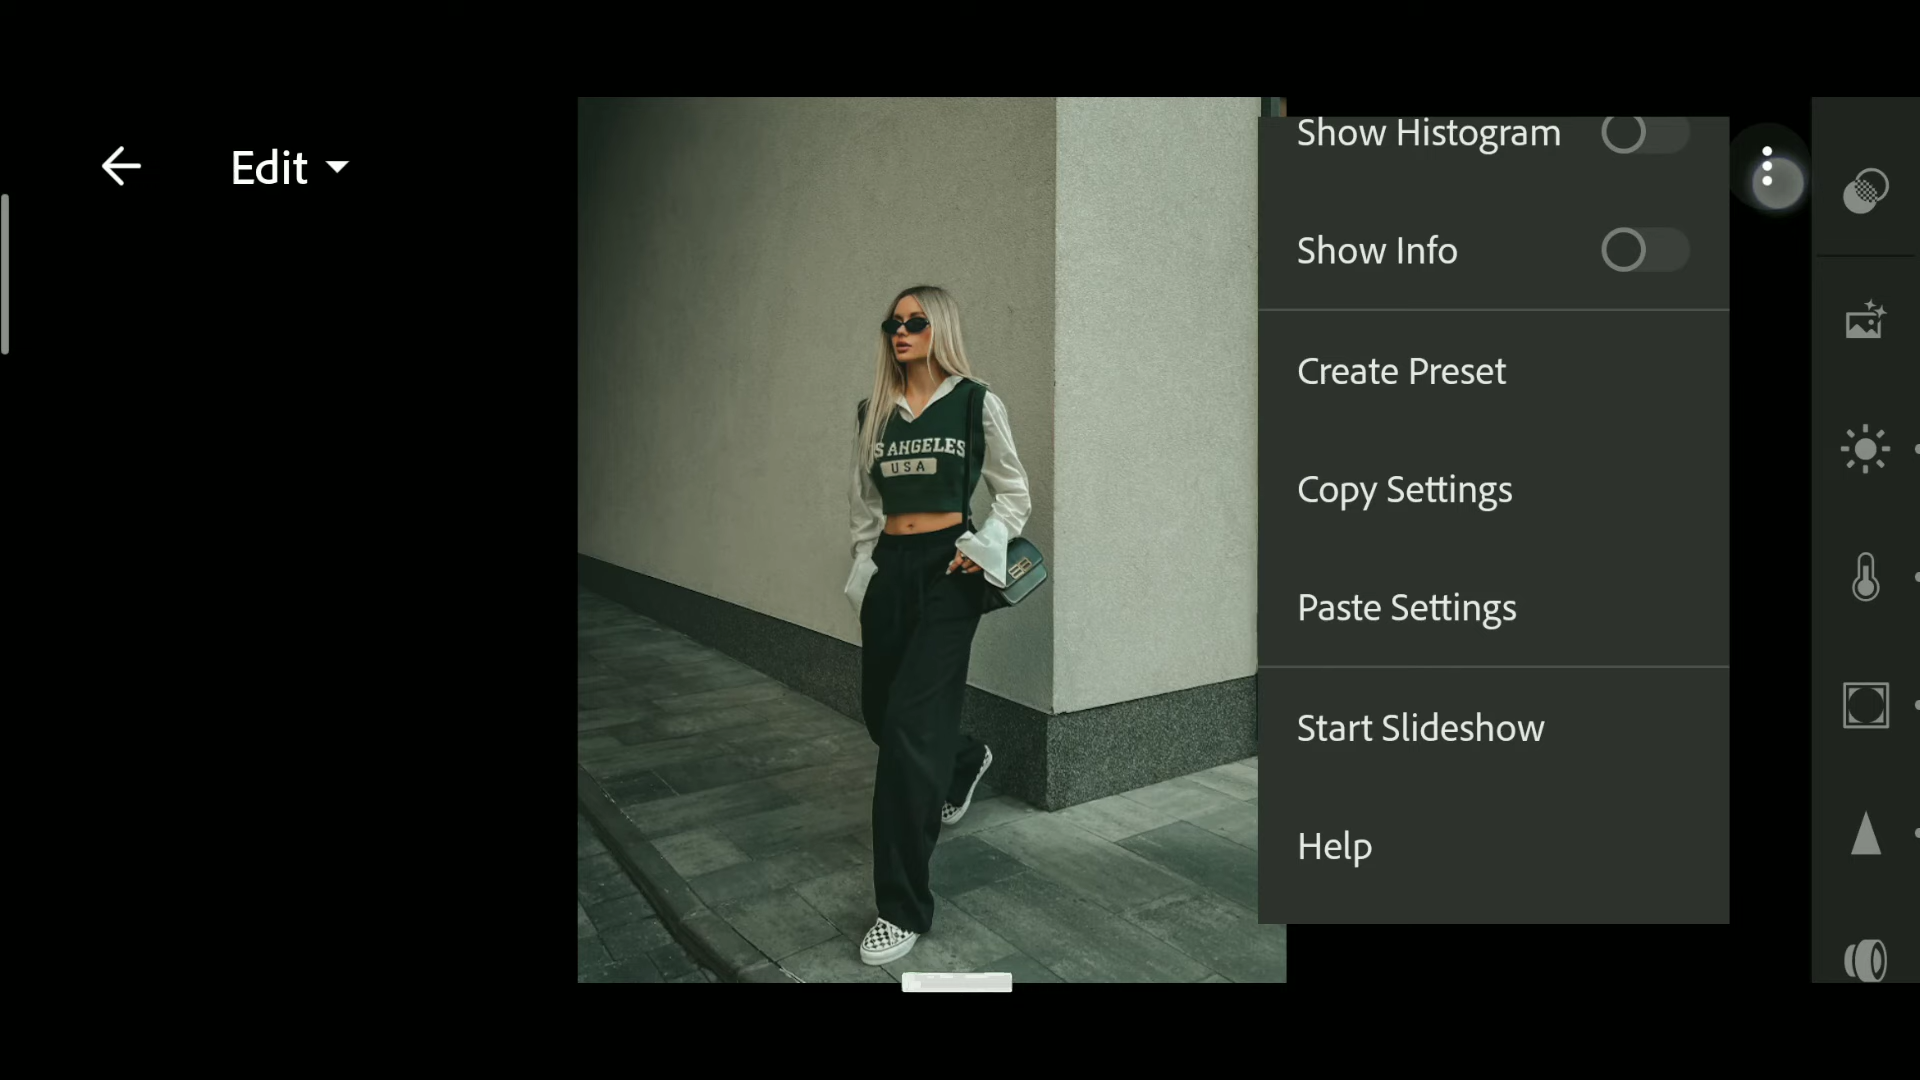 Edit
Show Histogram
Show Info
Create Preset
Copy Settings
Paste Settings
Start Slideshow
Help
S ANGELES
USA